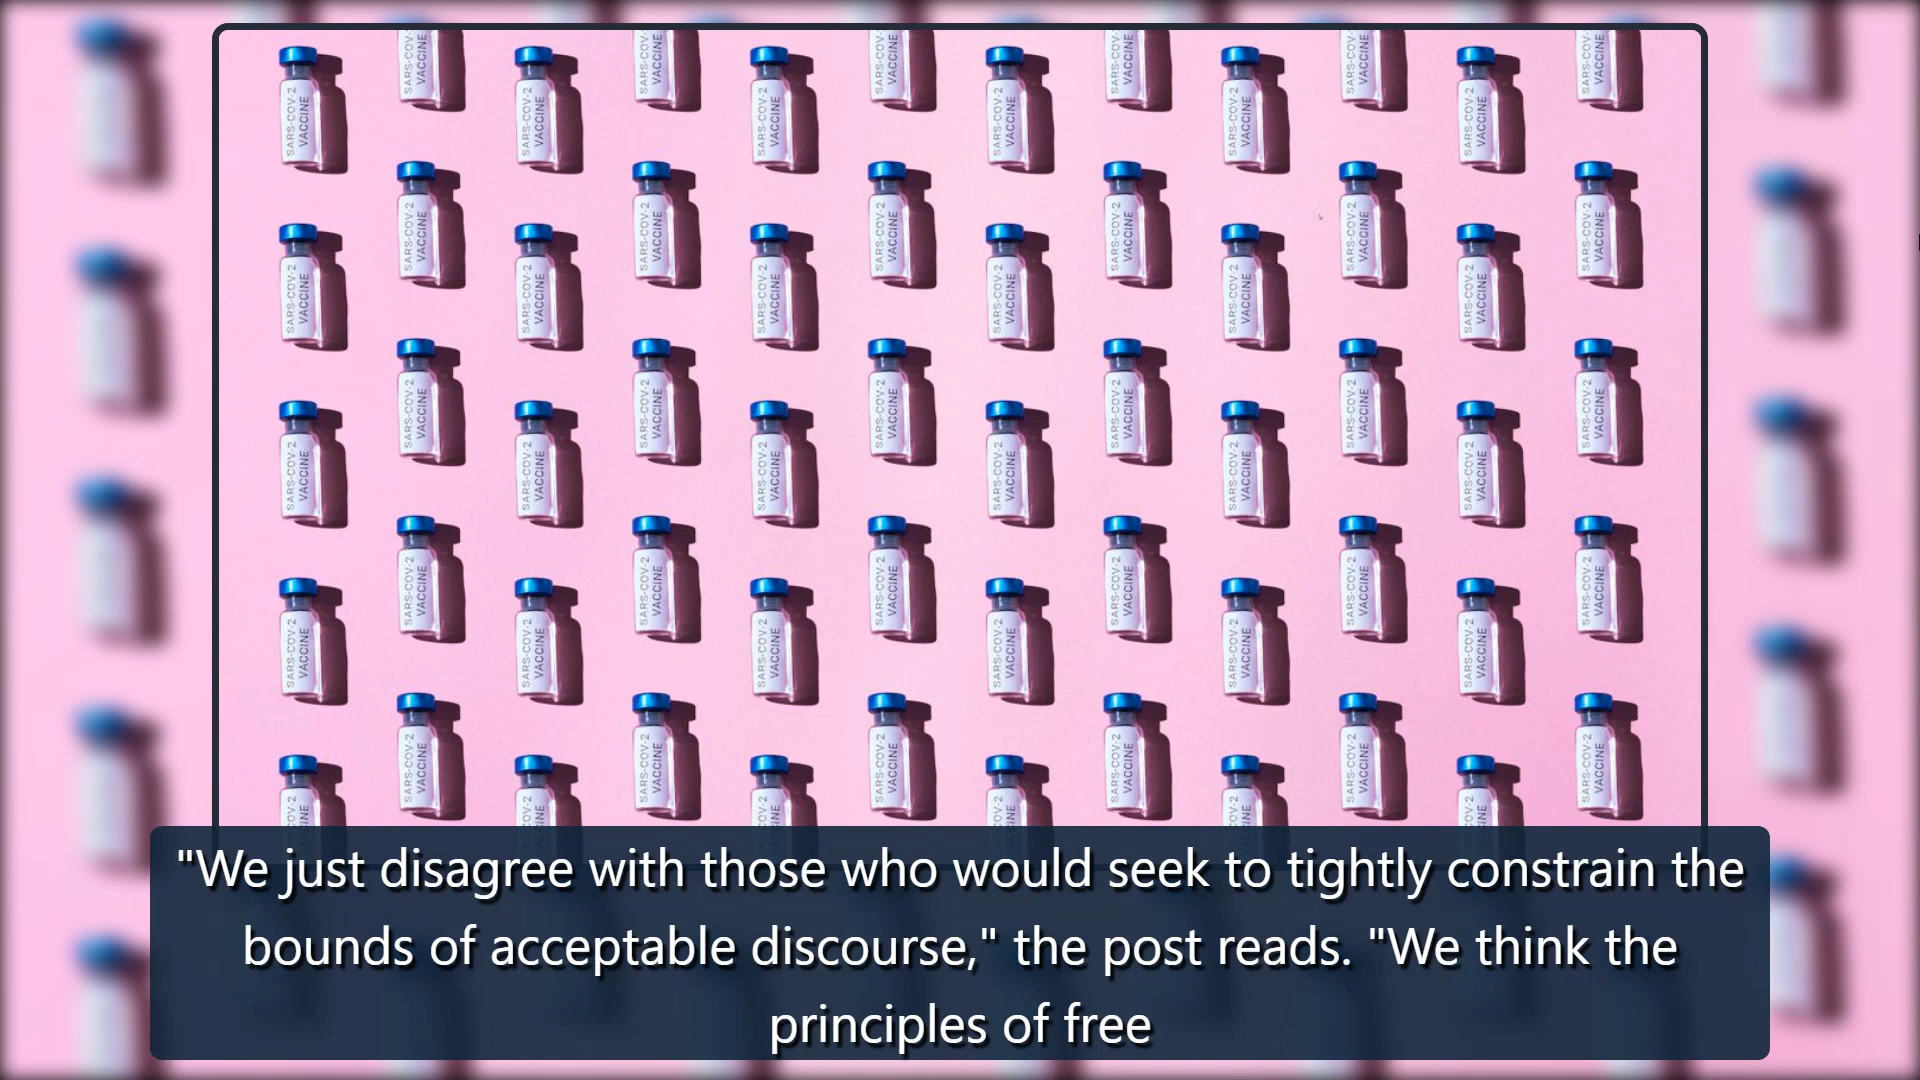 SARS-COV-2
VACCINE
"We just disagree with those who would seek to tightly constrain the
bounds of acceptable discourse," the post reads. "We think the
principles of free